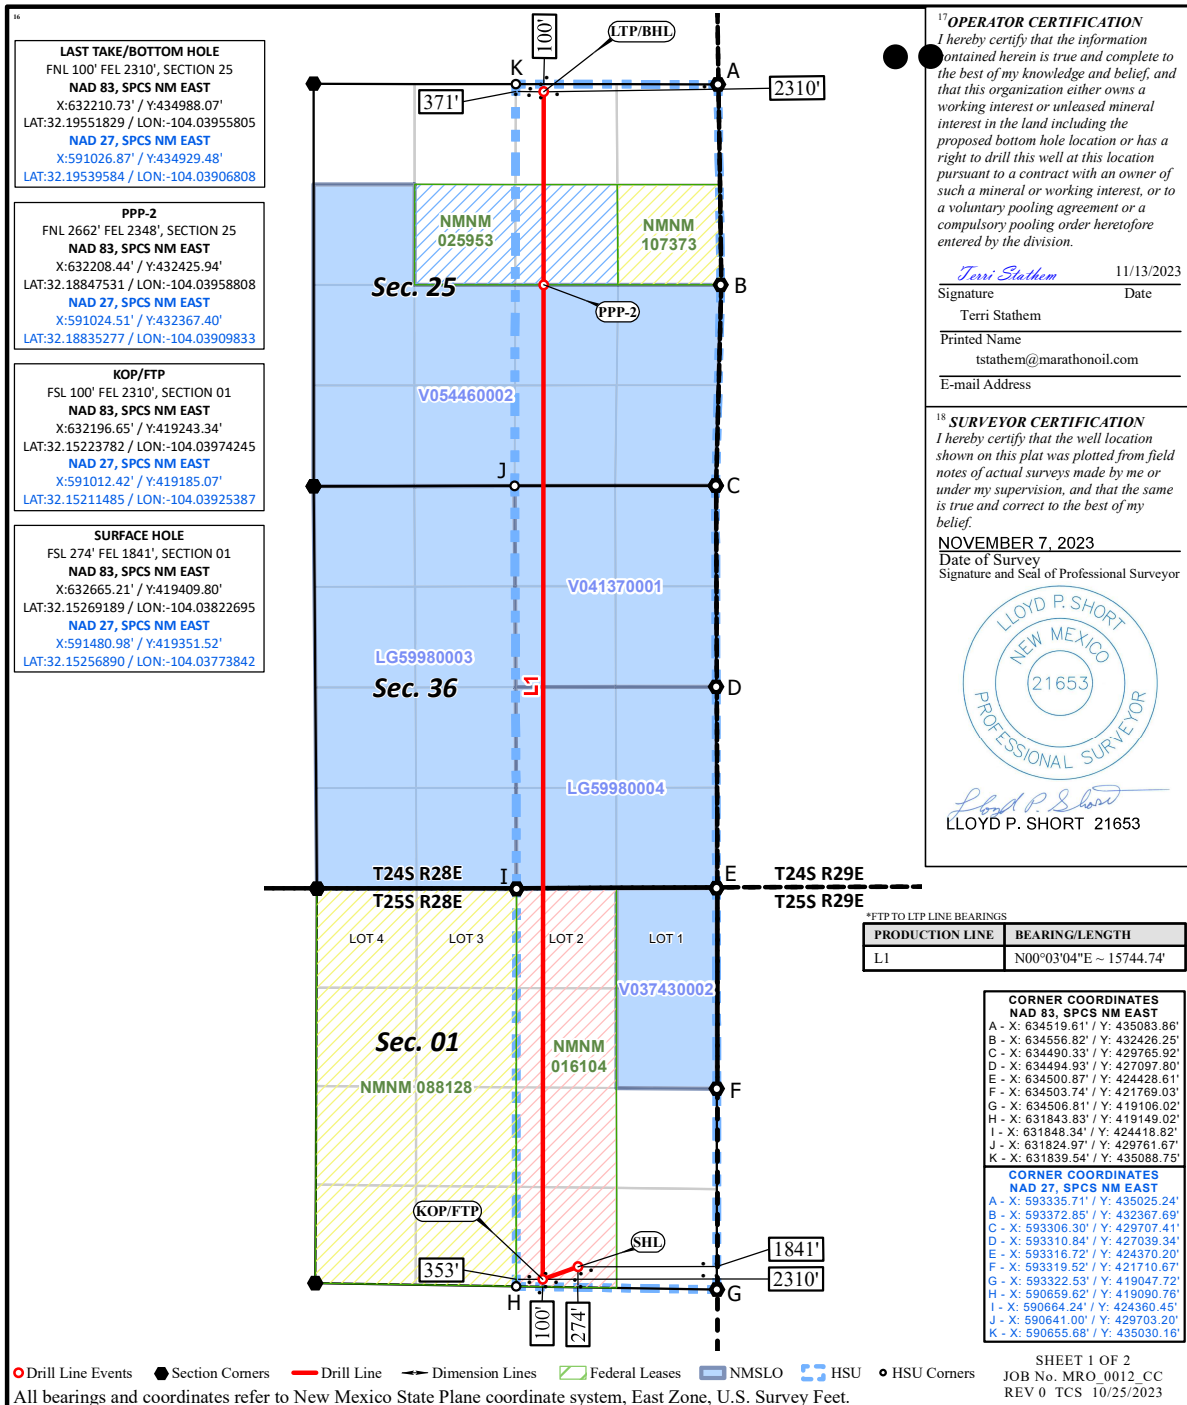 16
LAST TAKE/BOTTOM HOLE
FNL 100' FEL 2310', SECTION 25
NAD 83, SPCS NM EAST
X:632210.73' / Y:434988.07'
LAT:32.19551829 / LON:-104.03955805
NAD 27, SPCS NM EAST
X:591026.87' / Y:434929.48'
LAT:32.19539584 / LON:-104.03906808
PPP-2
FNL 2662' FEL 2348', SECTION 25
NAD 83, SPCS NM EAST
X:632208.44' / Y:432425.94'
LAT:32.18847531 / LON:-104.03958808
NAD 27, SPCS NM EAST
X:591024.51' / Y:432367.40'
LAT:32.18835277 / LON:-104.03909833
KOP/FTP
FSL 100' FEL 2310', SECTION 01
NAD 83, SPCS NM EAST
X:632196.65' / Y:419243.34'
LAT:32.15223782 / LON:-104.03974245
NAD 27, SPCS NM EAST
X:591012.42' / Y:419185.07'
LAT:32.15211485 / LON:-104.03925387
SURFACE HOLE
FSL 274' FEL 1841', SECTION 01
NAD 83, SPCS NM EAST
X:632665.21' / Y:419409.80'
LAT:32.15269189 / LON:-104.03822695
NAD 27, SPCS NM EAST
X:591480.98' / Y:419351.52'
LAT:32.15256890 / LON:-104.03773842
100'
LTP/BHL
K
A
371'
2310'
NMNM
025953
NMNM
107373
Sec. 25
B
PPP-2
V054460002
J
C
V041370001
LG59980003
Sec. 36
L1
D
LG59980004
T24S R28E
I
E
T24S R29E
T25S R28E
T25S R29E
LOT 4
LOT 3
LOT 2
LOT 1
V037430002
Sec. 01
NMNM
016104
NMNM 088128
F
KOP/FTP
SHL
1841'
353'
2310'
H
G
100'
274'
17 OPERATOR CERTIFICATION
I hereby certify that the information
ontained herein is true and complete to
the best of my knowledge and belief, and
that this organization either owns a
working interest or unleased mineral
interest in the land including the
proposed bottom hole location or has a
right to drill this well at this location
pursuant to a contract with an owner of
such a mineral or working interest, or to
a voluntary pooling agreement or a
compulsory pooling order heretofore
entered by the division.
Terri Stathem 11/13/2023
Signature Date
Terri Stathem
Printed Name
tstathem@marathonoil.com
E-mail Address
18 SURVEYOR CERTIFICATION
I hereby certify that the well location
shown on this plat was plotted from field
notes of actual surveys made by me or
under my supervision, and that the same
is true and correct to the best of my
belief.
NOVEMBER 7, 2023
Date of Survey
Signature and Seal of Professional Surveyor
LLOYD P. SHORT
NEW MEXICO
21653
PROFESSIONAL SURVEYOR
Lloyd P. Short
LLOYD P. SHORT 21653
*FTP TO LTP LINE BEARINGS
PRODUCTION LINE BEARING/LENGTH
L1 N00°03'04"E ~ 15744.74'
CORNER COORDINATES
NAD 83, SPCS NM EAST
A - X: 634519.61' / Y: 435083.86'
B - X: 634556.82' / Y: 432426.25'
C - X: 634490.33' / Y: 429765.92'
D - X: 634494.93' / Y: 427097.80'
E - X: 634500.87' / Y: 424428.61'
F - X: 634503.74' / Y: 421769.03'
G - X: 634506.81' / Y: 419106.02'
H - X: 631843.83' / Y: 419149.02'
I - X: 631848.34' / Y: 424418.82'
J - X: 631824.97' / Y: 429761.67'
K - X: 631839.54' / Y: 435088.75'
CORNER COORDINATES
NAD 27, SPCS NM EAST
A - X: 593335.71' / Y: 435025.24'
B - X: 593372.85' / Y: 432367.69'
C - X: 593306.30' / Y: 429707.41'
D - X: 593310.84' / Y: 427039.34'
E - X: 593316.72' / Y: 424370.20'
F - X: 593319.52' / Y: 421710.67'
G - X: 593322.53' / Y: 419047.72'
H - X: 590659.62' / Y: 419090.76'
I - X: 590664.24' / Y: 424360.45'
J - X: 590641.00' / Y: 429703.20'
K - X: 590655.68' / Y: 435030.16'
Drill Line Events Section Corners Drill Line Dimension Lines Federal Leases NMSLO HSU HSU Corners
All bearings and coordinates refer to New Mexico State Plane coordinate system, East Zone, U.S. Survey Feet.
SHEET 1 OF 2
JOB No. MRO_0012_CC
REV 0 TCS 10/25/2023